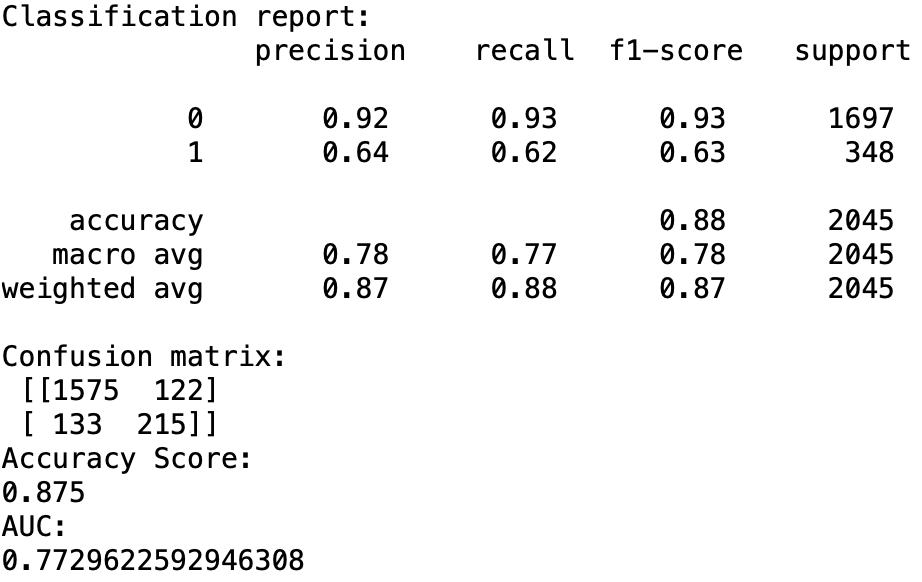 Classification report:
precision recall f1-score support
0 0.92 0.93 0.93 1697
1 0.64 0.62 0.63 348
accuracy 0.88 2045
macro avg 0.78 0.77 0.78 2045
weighted avg 0.87 0.88 0.87 2045
Confusion matrix:
[[1575 122]
[ 133 215]]
Accuracy Score:
0.875
AUC:
0.7729622592946308